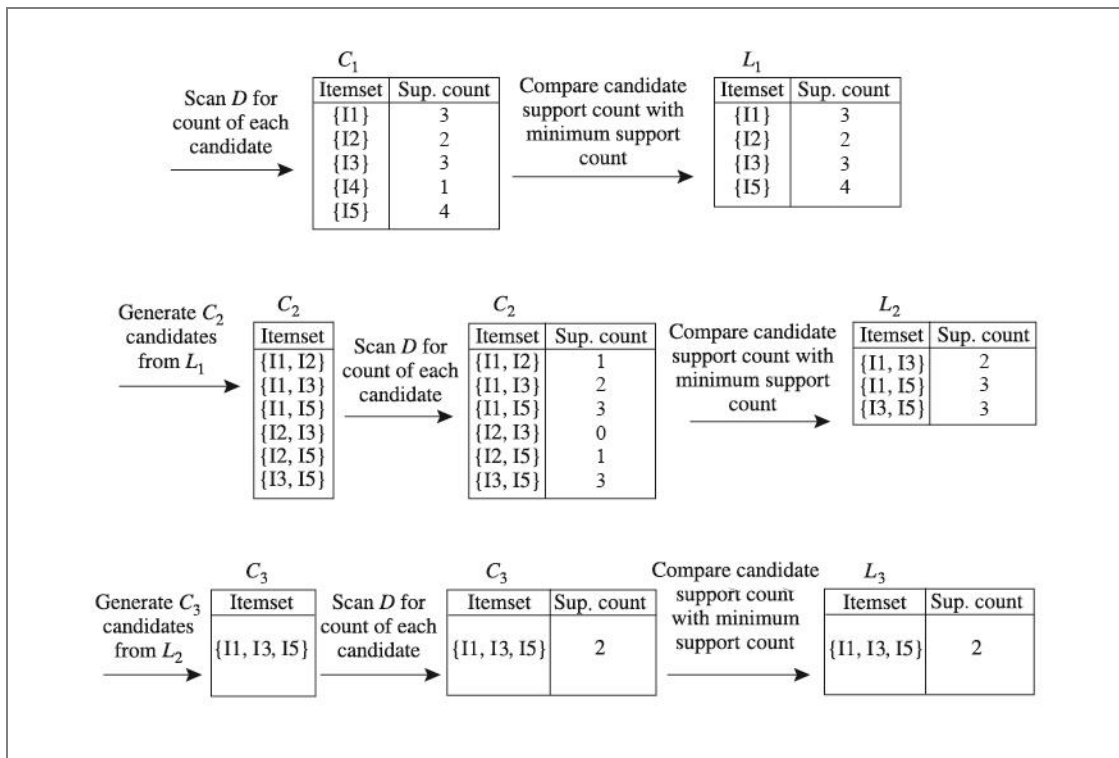 C1
Itemset Sup. count
{I1} 3
{I2} 2
{I3} 3
{I4} 1
{I5} 4
Scan D for
count of each
candidate
Compare candidate
support count with
minimum support
count
L1
Itemset Sup. count
{I1} 3
{I2} 2
{I3} 3
{I5} 4
Generate C2
candidates
from L1
C2
Itemset
{I1, I2}
{I1, I3}
{I1, I5}
{I2, I3}
{I2, I5}
{I3, I5}
Scan D for
count of each
candidate
C2
Itemset Sup. count
{I1, I2} 1
{I1, I3} 2
{I1, I5} 3
{I2, I3} 0
{I2, I5} 1
{I3, I5} 3
Compare candidate
support count with
minimum support
count
L2
Itemset Sup. count
{I1, I3} 2
{I1, I5} 3
{I3, I5} 3
Generate C3
candidates
from L2
C3
Itemset
{I1, I3, I5}
Scan D for
count of each
candidate
C3
Itemset Sup. count
{I1, I3, I5} 2
Compare candidate
support count
with minimum
support count
L3
Itemset Sup. count
{I1, I3, I5} 2